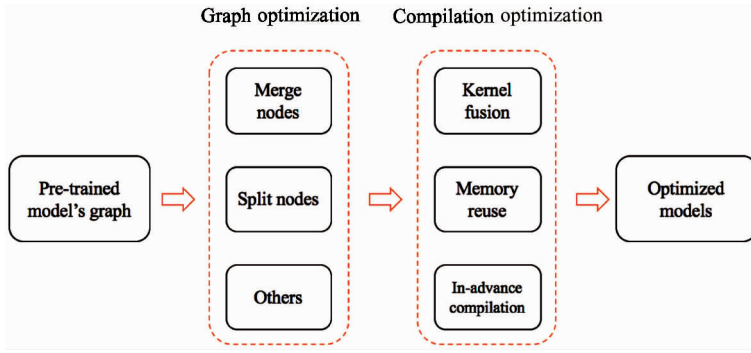 Graph optimization
Compilation optimization
Merge
nodes
Kernel
fusion
Pre-trained
model's graph
Split nodes
Memory
reuse
Optimized
models
Others
In-advance
compilation